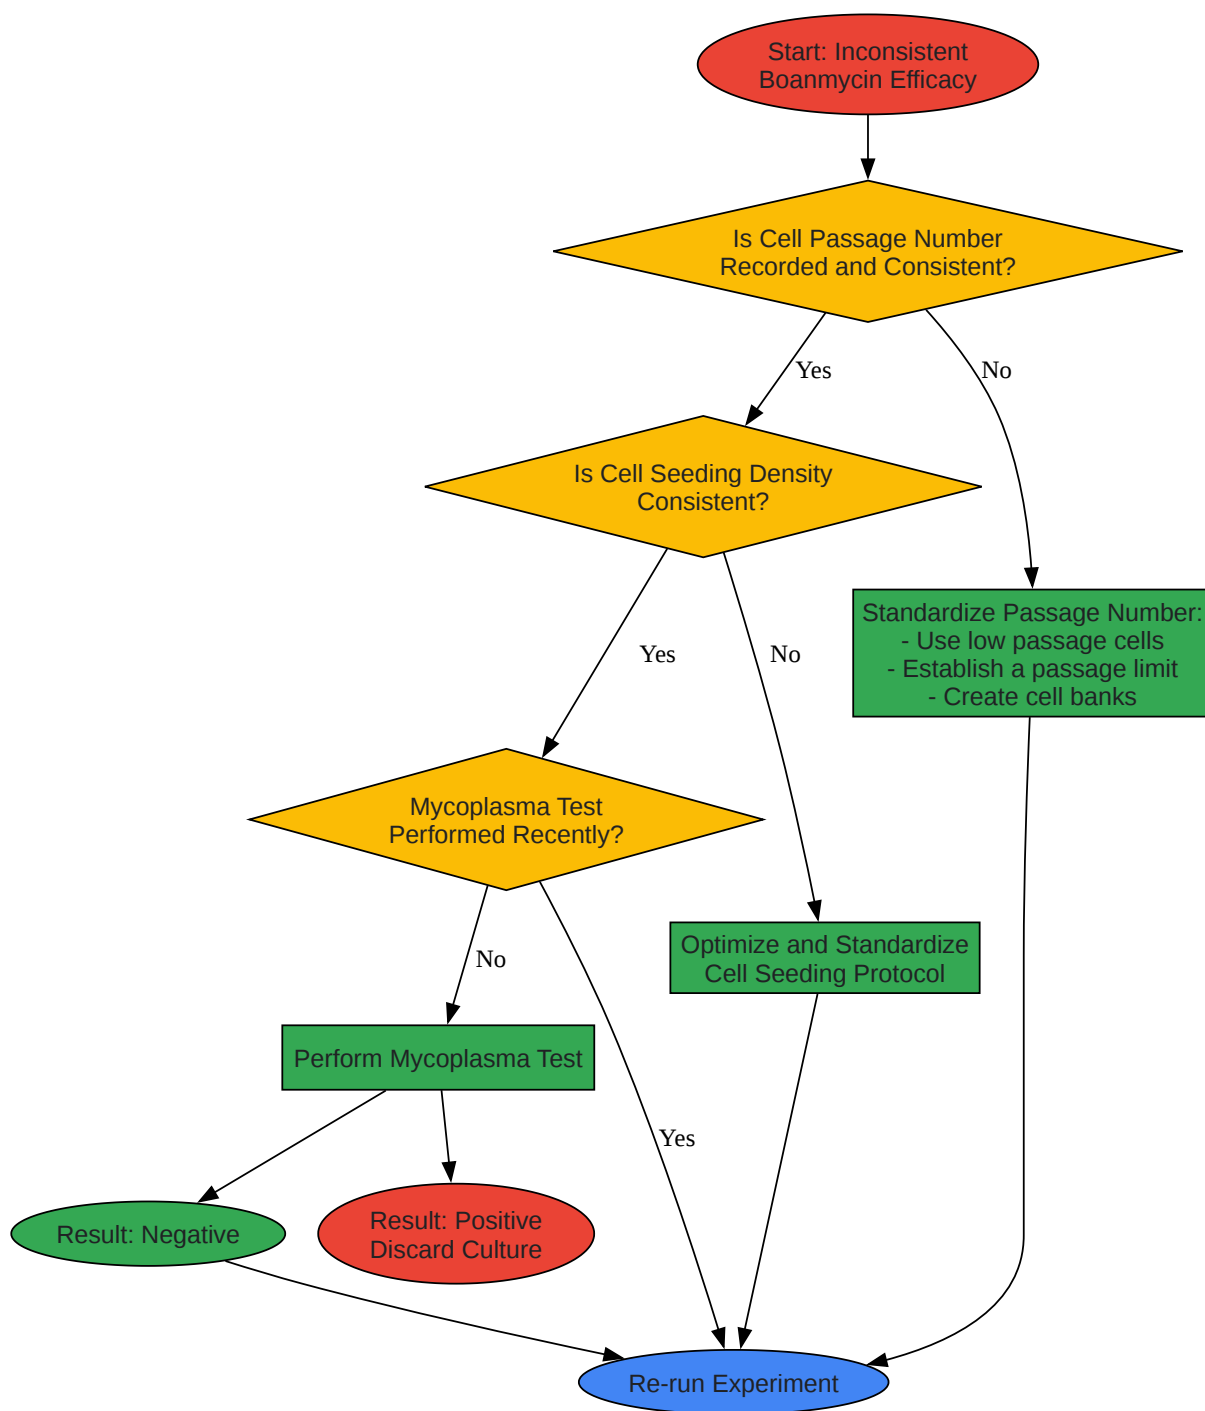 Start: Inconsistent
Boanmycin Efficacy
Is Cell Passage Number
Recorded and Consistent?
Yes
No
Is Cell Seeding Density
Consistent?
Standardize Passage Number:
- Use low passage cells
- Establish a passage limit
- Create cell banks
Yes
No
Mycoplasma Test
Performed Recently?
Optimize and Standardize
Cell Seeding Protocol
No
Perform Mycoplasma Test
Yes
Result: Negative
Result: Positive
Discard Culture
Re-run Experiment